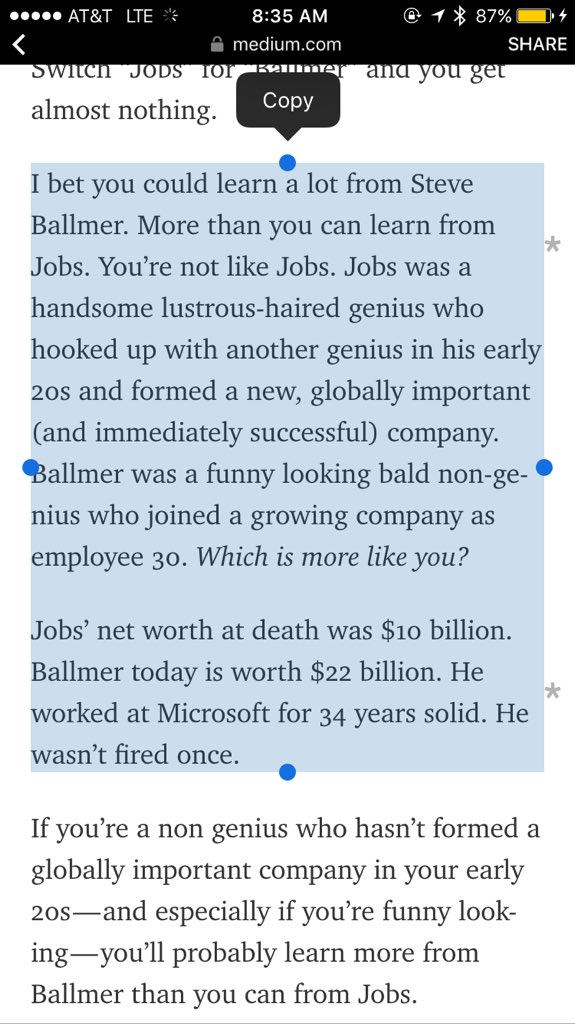 AT&T LTE 8:35 AM 87%
medium.com SHARE
Switch "Jobs" for "Ballmer" and you get
almost nothing.
Copy
I bet you could learn a lot from Steve
Ballmer. More than you can learn from
Jobs. You’re not like Jobs. Jobs was a
handsome lustrous-haired genius who
hooked up with another genius in his early
20s and formed a new, globally important
(and immediately successful) company.
Ballmer was a funny looking bald non-ge-
nius who joined a growing company as
employee 30. Which is more like you?
Jobs’ net worth at death was $10 billion.
Ballmer today is worth $22 billion. He
worked at Microsoft for 34 years solid. He
wasn’t fired once.
If you’re a non genius who hasn’t formed a
globally important company in your early
20s—and especially if you’re funny look-
ing—you’ll probably learn more from
Ballmer than you can from Jobs.